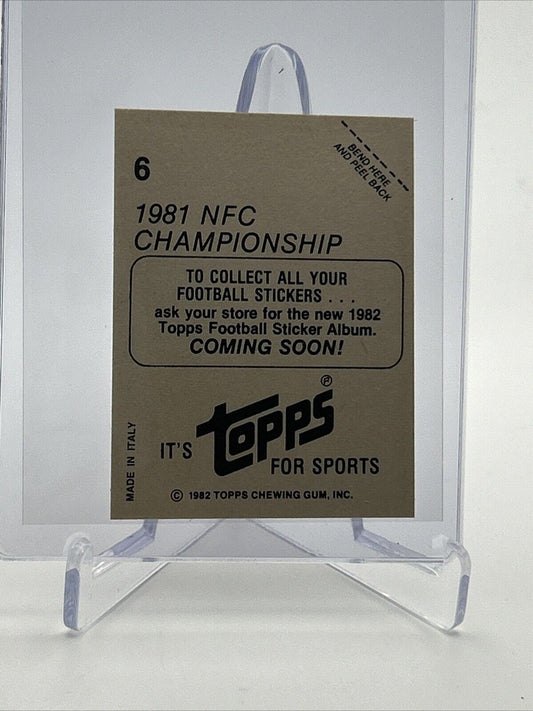 6
BEND HERE
AND PEEL BACK
1981 NFC
CHAMPIONSHIP
TO COLLECT ALL YOUR
FOOTBALL STICKERS . . .
ask your store for the new 1982
Topps Football Sticker Album.
COMING SOON!
MADE IN ITALY
IT'S
topps®
FOR SPORTS
© 1982 TOPPS CHEWING GUM, INC.